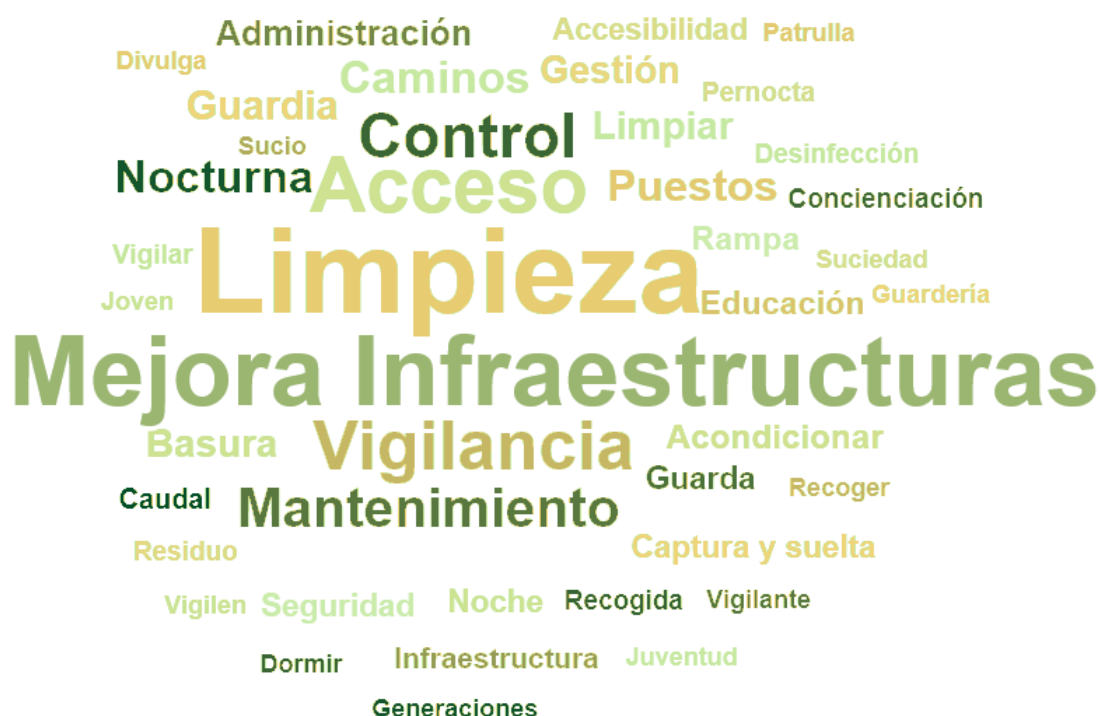 Administración Accesibilidad Patrulla
Divulga Caminos Gestión
Guardia Pernocta
Sucio Control Limpiar
Desinfección
Nocturna Acceso Puestos Concienciación
Vigilar Limpieza Rampa Suciedad
Joven Educación Guardería
Mejora Infraestructuras
Basura Vigilancia Acondicionar
Caudal Mantenimiento Guarda Recoger
Residuo Captura y suelta
Vigilen Seguridad Noche Recogida Vigilante
Dormir Infraestructura Juventud
Generaciones